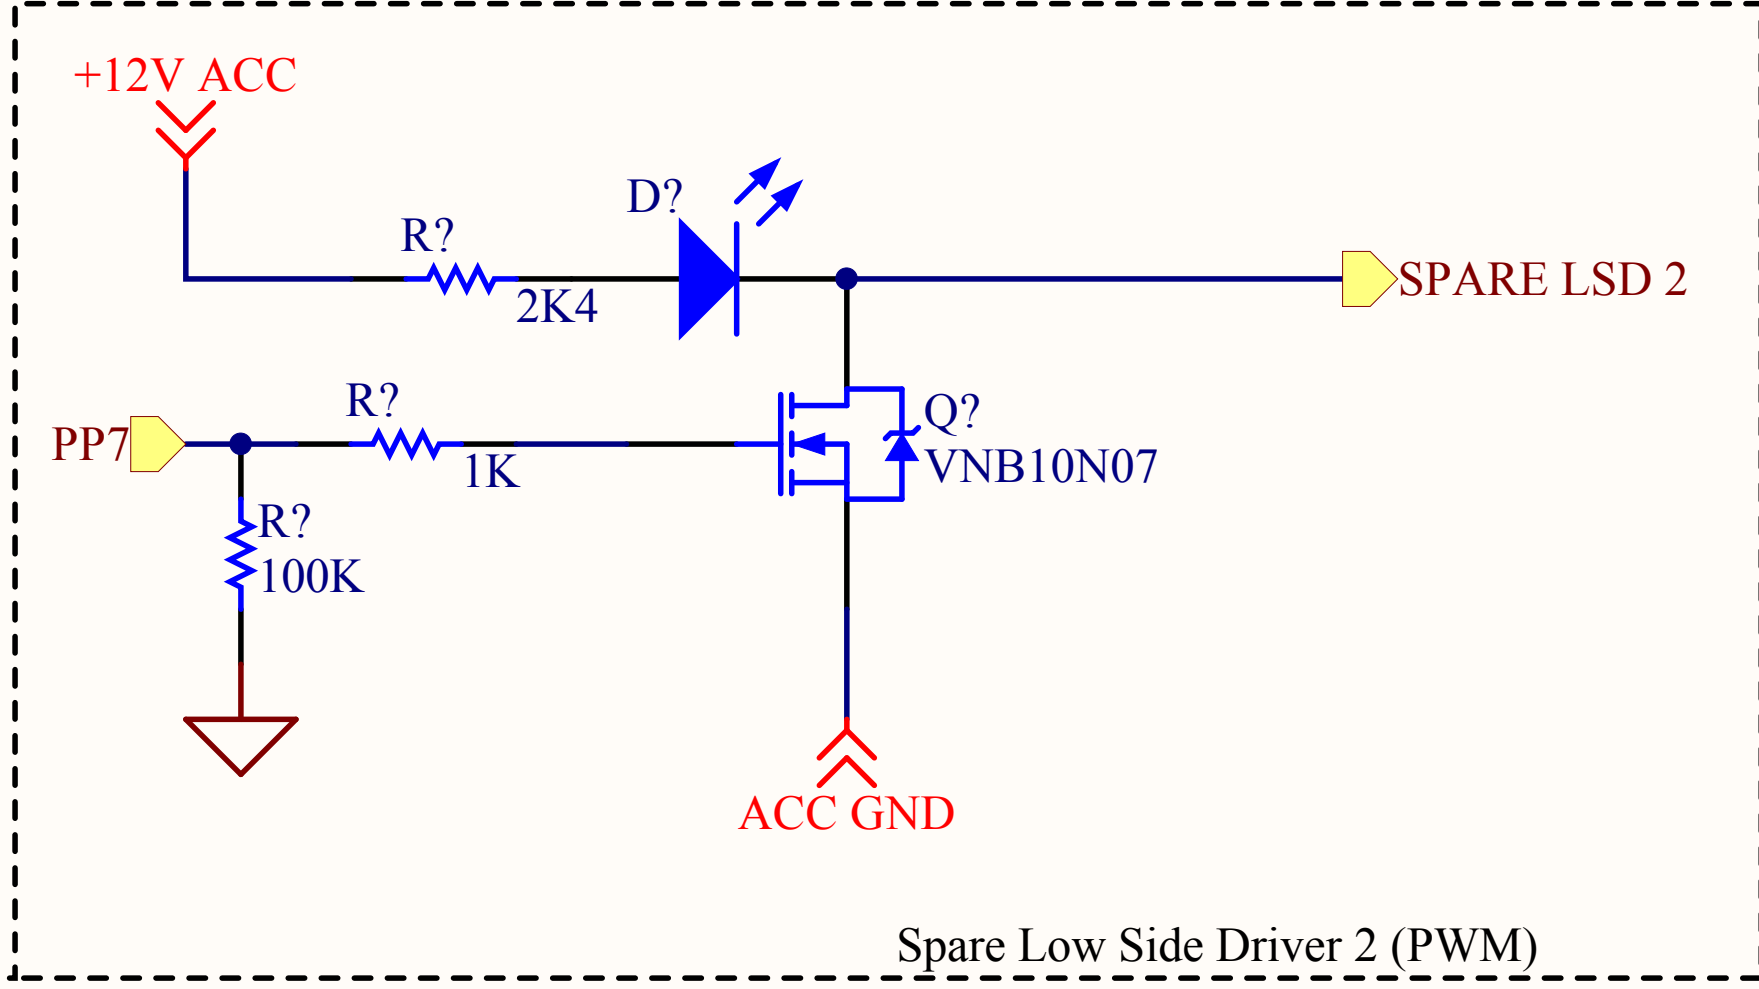 +12V ACC
D?
R?
2K4
SPARE LSD 2
R?
1K
PP7
Q?
VNB10N07
R?
100K
ACC GND
Spare Low Side Driver 2 (PWM)